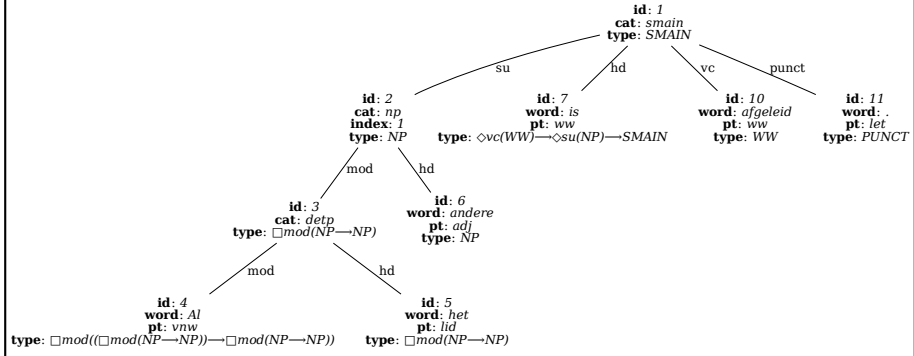 id: 1
cat: smain
type: SMAIN
su
hd
vc
punct
id: 2
cat: np
index: 1
type: NP
id: 7
word: is
pt: ww
type: ◇vc(WW)⟶◇su(NP)⟶SMAIN
id: 10
word: afgeleid
pt: ww
type: WW
id: 11
word: .
pt: let
type: PUNCT
mod
hd
id: 3
cat: detp
type: □mod(NP⟶NP)
id: 6
word: andere
pt: adj
type: NP
mod
hd
id: 4
word: Al
pt: vnw
type: □mod((□mod(NP⟶NP))⟶□mod(NP⟶NP))
id: 5
word: het
pt: lid
type: □mod(NP⟶NP)